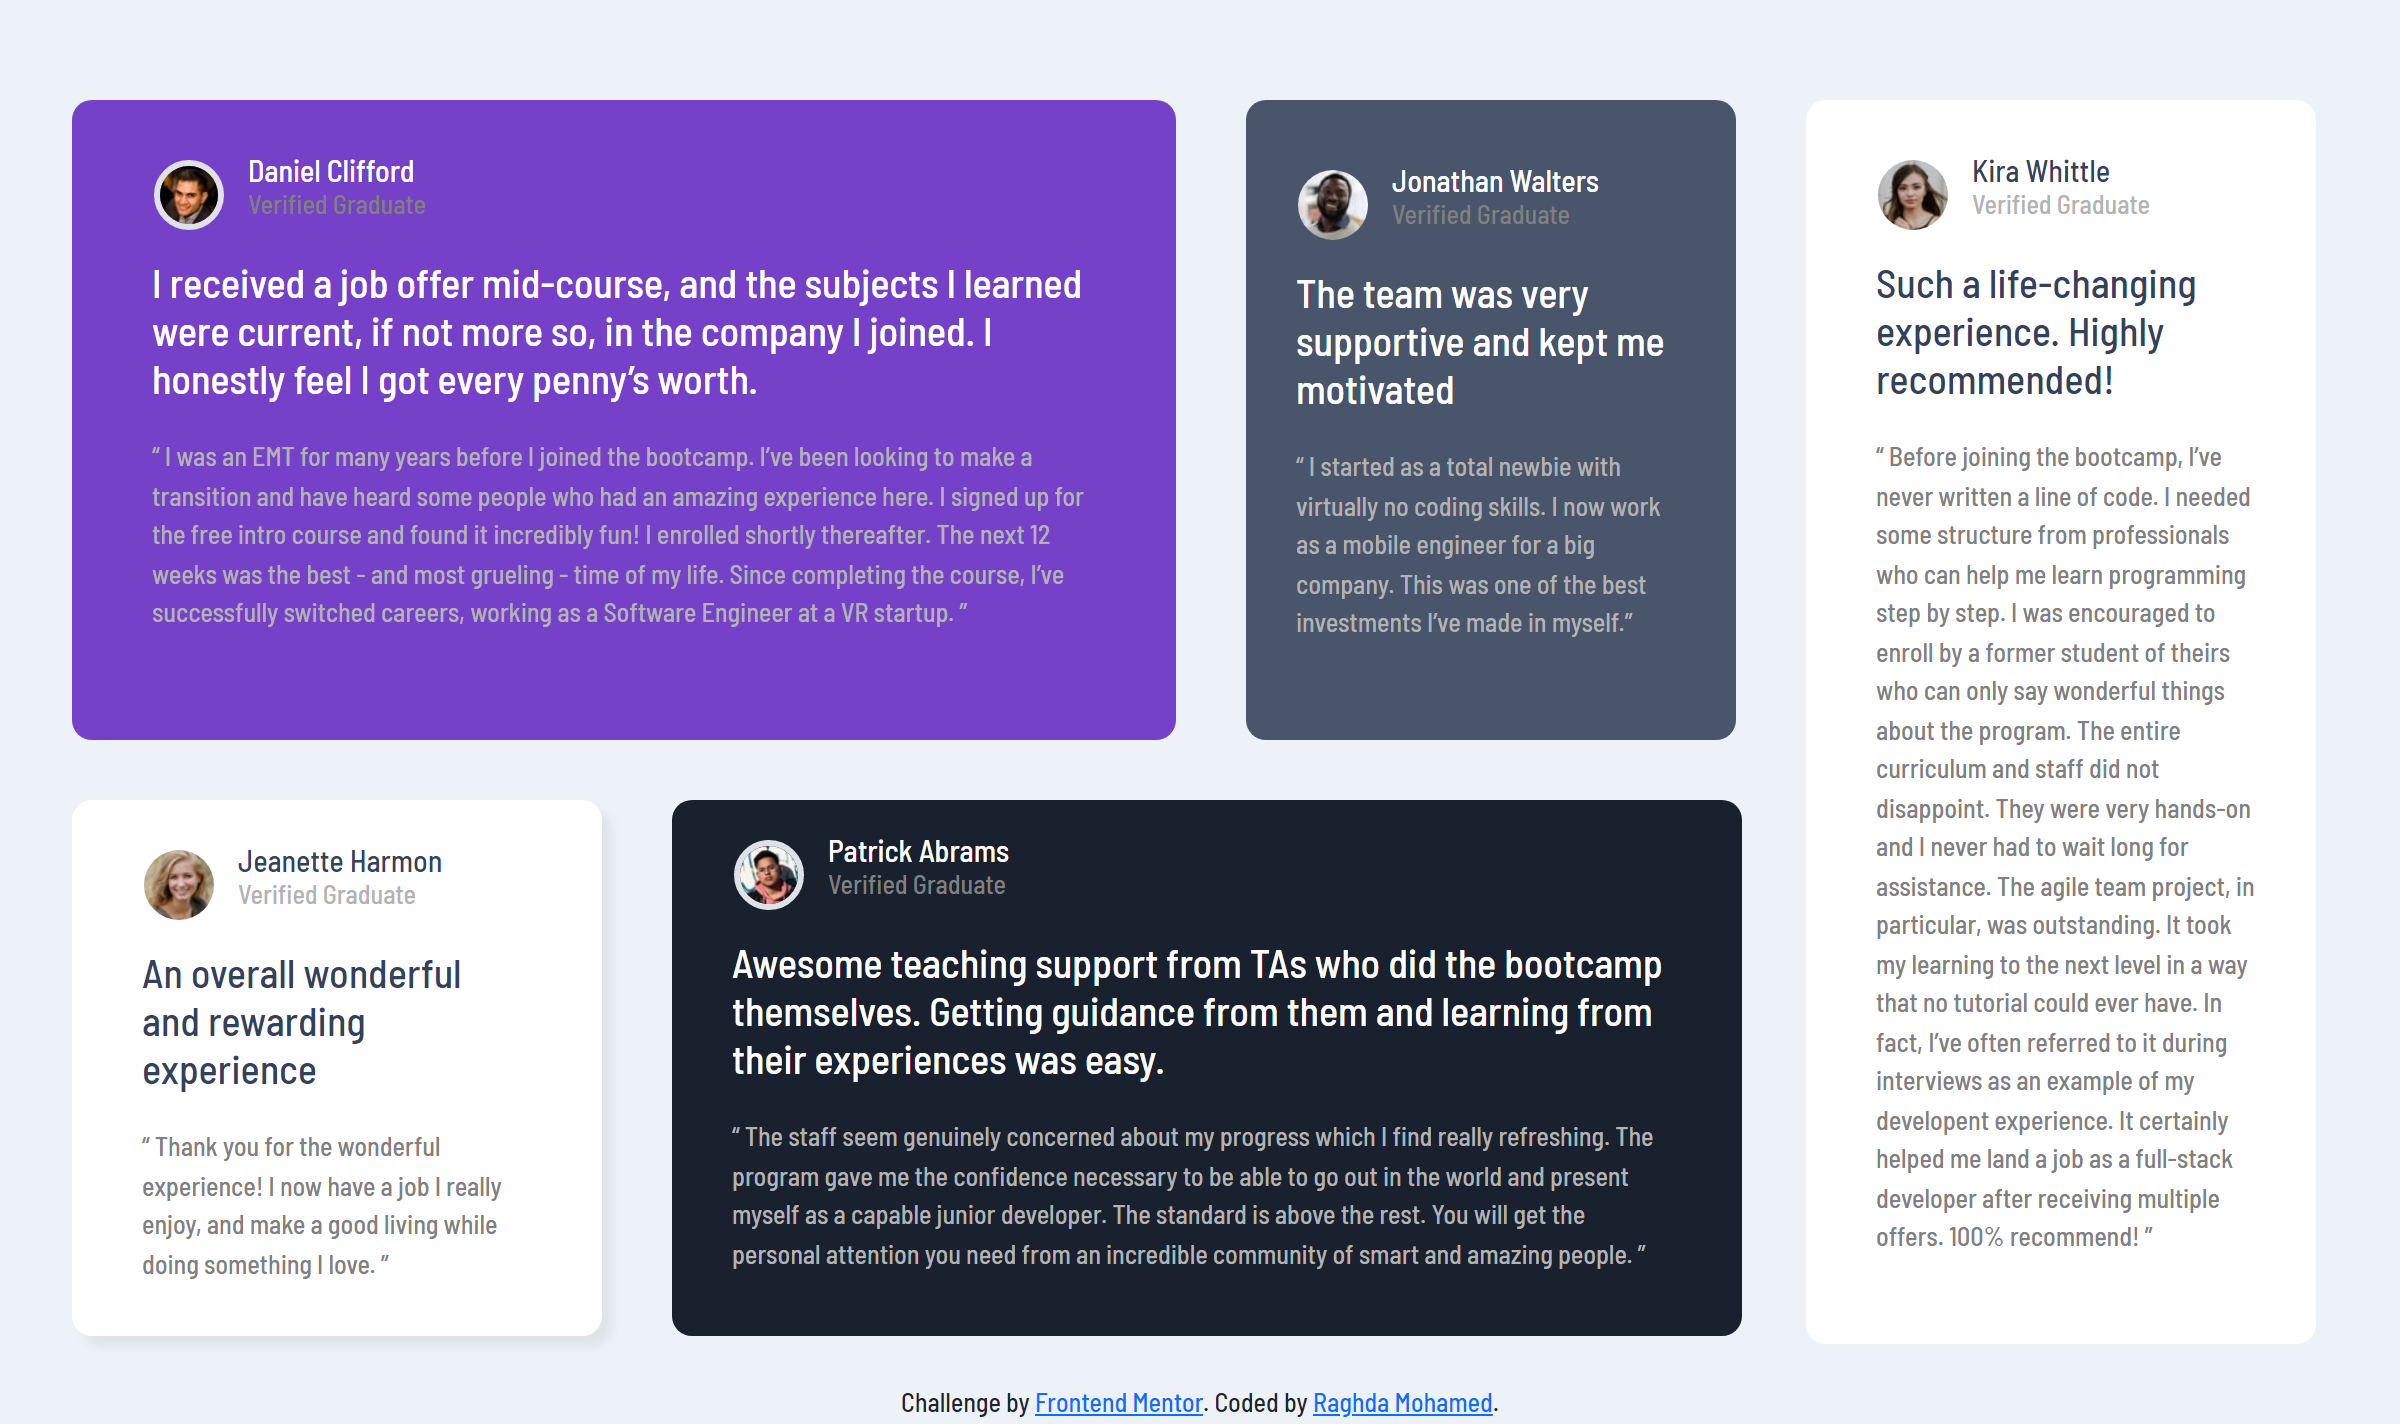 Daniel Clifford
Verified Graduate
I received a job offer mid-course, and the subjects I learned
were current, if not more so, in the company I joined. I
honestly feel I got every penny’s worth.
“ I was an EMT for many years before I joined the bootcamp. I’ve been looking to make a
transition and have heard some people who had an amazing experience here. I signed up for
the free intro course and found it incredibly fun! I enrolled shortly thereafter. The next 12
weeks was the best - and most grueling - time of my life. Since completing the course, I’ve
successfully switched careers, working as a Software Engineer at a VR startup. ”
Jonathan Walters
Verified Graduate
The team was very
supportive and kept me
motivated
“ I started as a total newbie with
virtually no coding skills. I now work
as a mobile engineer for a big
company. This was one of the best
investments I’ve made in myself.”
Kira Whittle
Verified Graduate
Such a life-changing
experience. Highly
recommended!
“ Before joining the bootcamp, I’ve
never written a line of code. I needed
some structure from professionals
who can help me learn programming
step by step. I was encouraged to
enroll by a former student of theirs
who can only say wonderful things
about the program. The entire
curriculum and staff did not
disappoint. They were very hands-on
and I never had to wait long for
assistance. The agile team project, in
particular, was outstanding. It took
my learning to the next level in a way
that no tutorial could ever have. In
fact, I’ve often referred to it during
interviews as an example of my
developent experience. It certainly
helped me land a job as a full-stack
developer after receiving multiple
offers. 100% recommend! ”
Jeanette Harmon
Verified Graduate
An overall wonderful
and rewarding
experience
“ Thank you for the wonderful
experience! I now have a job I really
enjoy, and make a good living while
doing something I love. ”
Patrick Abrams
Verified Graduate
Awesome teaching support from TAs who did the bootcamp
themselves. Getting guidance from them and learning from
their experiences was easy.
“ The staff seem genuinely concerned about my progress which I find really refreshing. The
program gave me the confidence necessary to be able to go out in the world and present
myself as a capable junior developer. The standard is above the rest. You will get the
personal attention you need from an incredible community of smart and amazing people. ”
Challenge by Frontend Mentor. Coded by Raghda Mohamed.